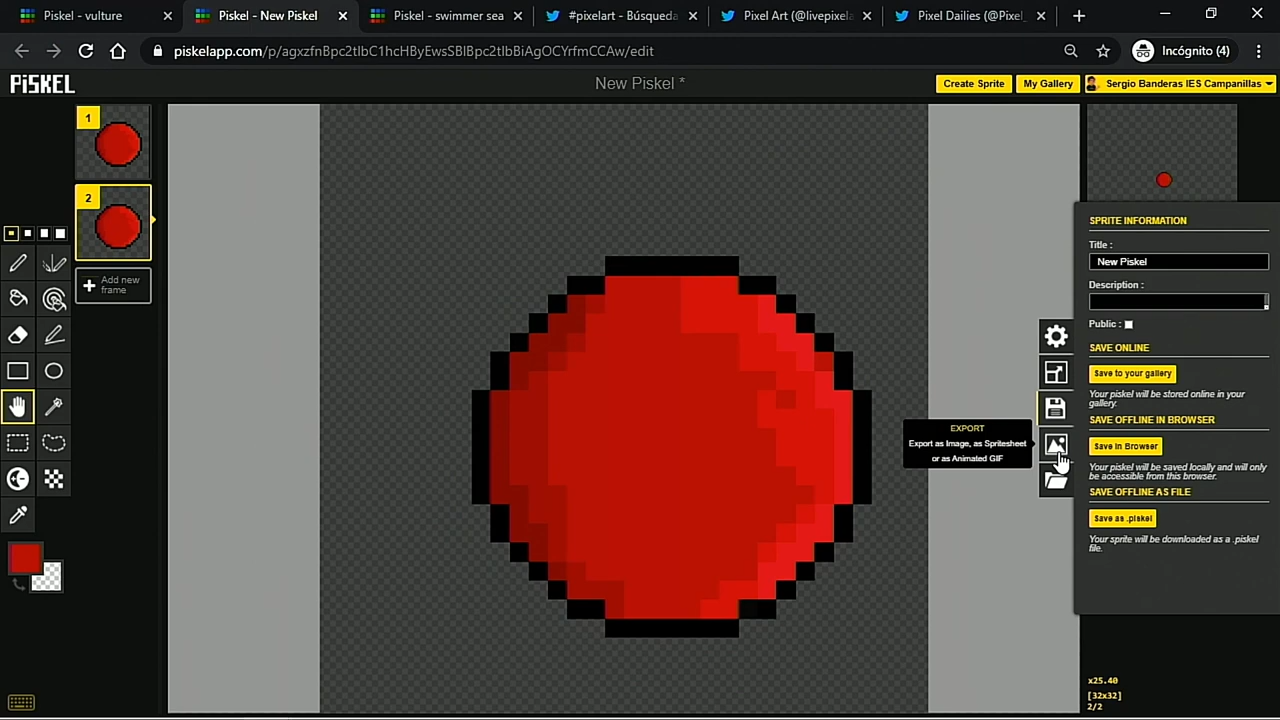 Piskel - vulture
Piskel - New Piskel
Piskel - swimmer sea
#pixelart - Búsqueda
Pixel Art (@livepixela
Pixel Dailies (@Pixel_
piskelapp.com/p/agxzfnBpc2tlbC1hcHByEwsSBlBpc2tlbBiAgOCYrfmCCAw/edit
Incógnito (4)
PiSKEL
New Piskel *
Create Sprite
My Gallery
Sergio Banderas IES Campanillas
1
2
Add new
frame
SPRITE INFORMATION
Title :
New Piskel
Description :
Public :
SAVE ONLINE
Save to your gallery
Your piskel will be stored online in your
gallery.
SAVE OFFLINE IN BROWSER
Save in Browser
Your piskel will be saved locally and will only
be accessible from this browser.
SAVE OFFLINE AS FILE
Save as .piskel
Your sprite will be downloaded as a .piskel
file.
EXPORT
Export as Image, as Spritesheet
or as Animated GIF
x25.40
[32x32]
2/2